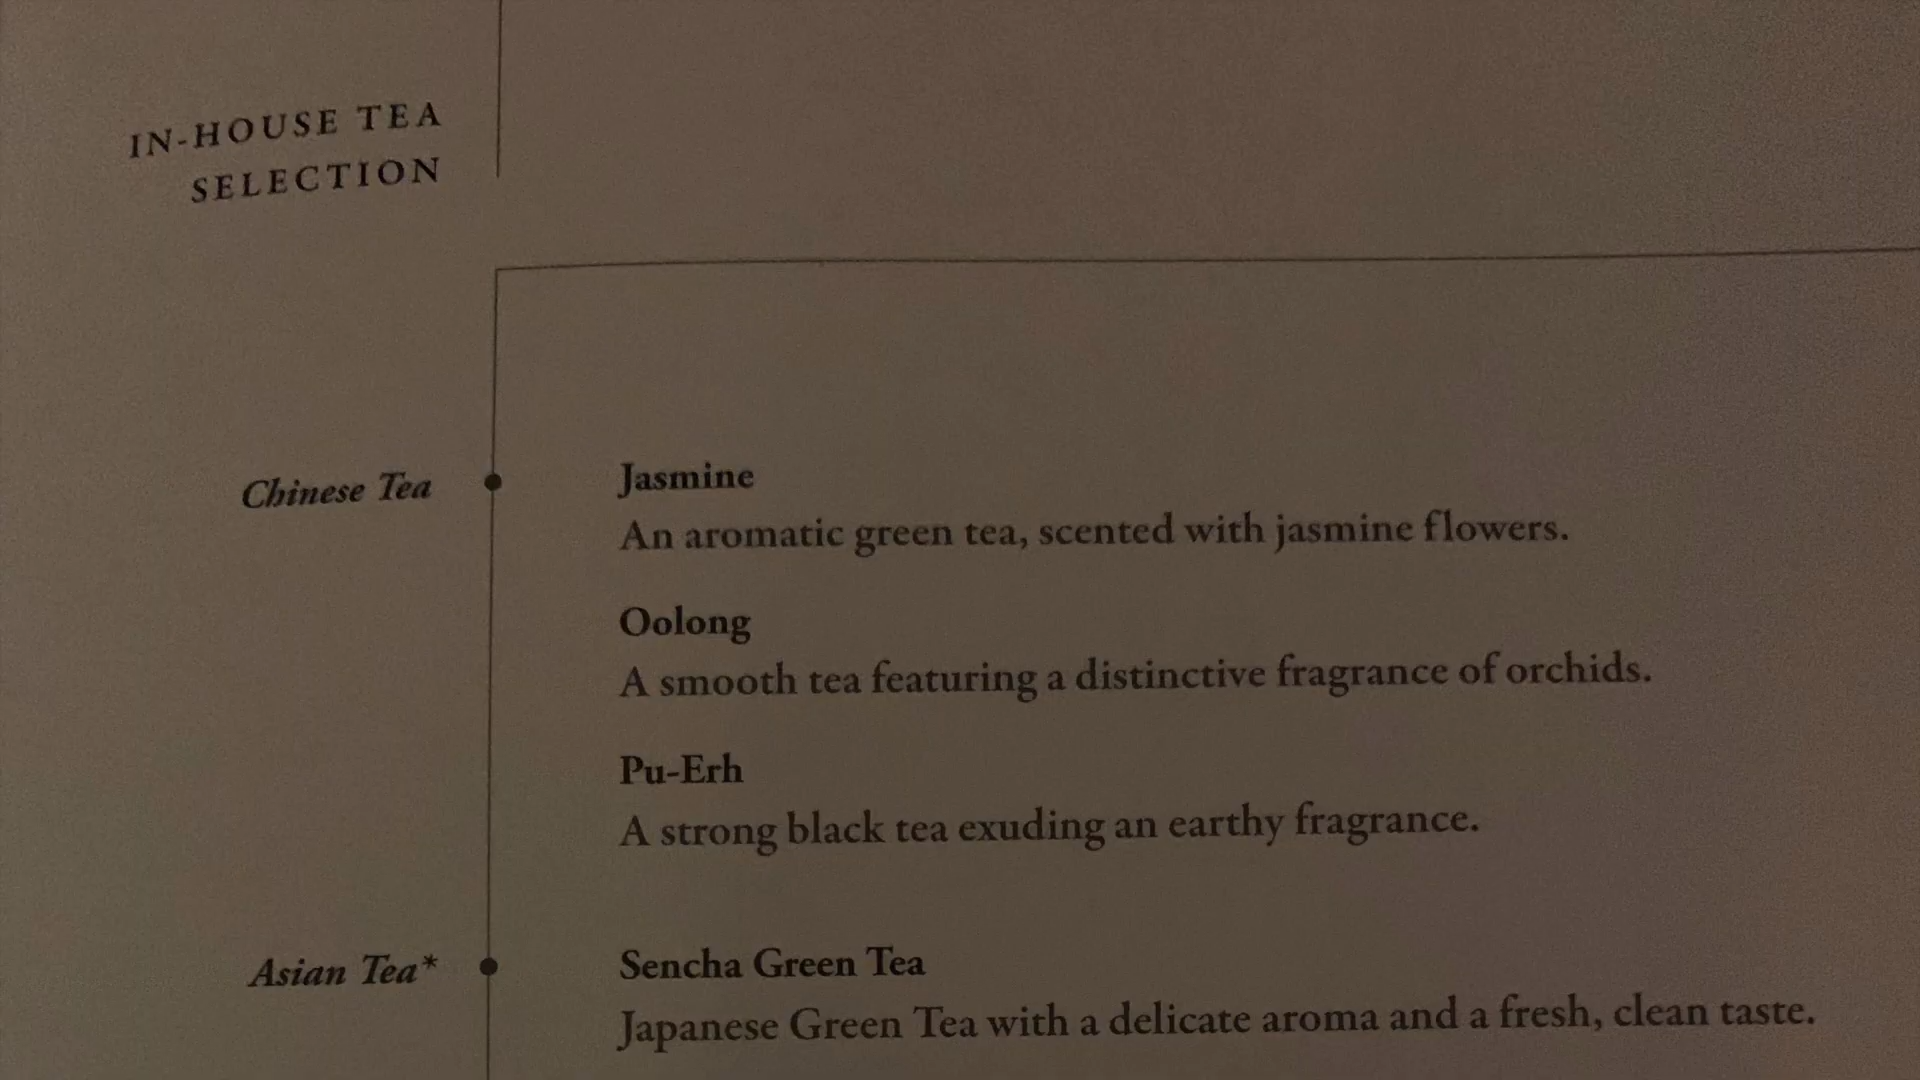 IN-HOUSE TEA
SELECTION
Chinese Tea
Jasmine
An aromatic green tea, scented with jasmine flowers.
Oolong
A smooth tea featuring a distinctive fragrance of orchids.
Pu-Erh
A strong black tea exuding an earthy fragrance.
Asian Tea*
Sencha Green Tea
Japanese Green Tea with a delicate aroma and a fresh, clean taste.